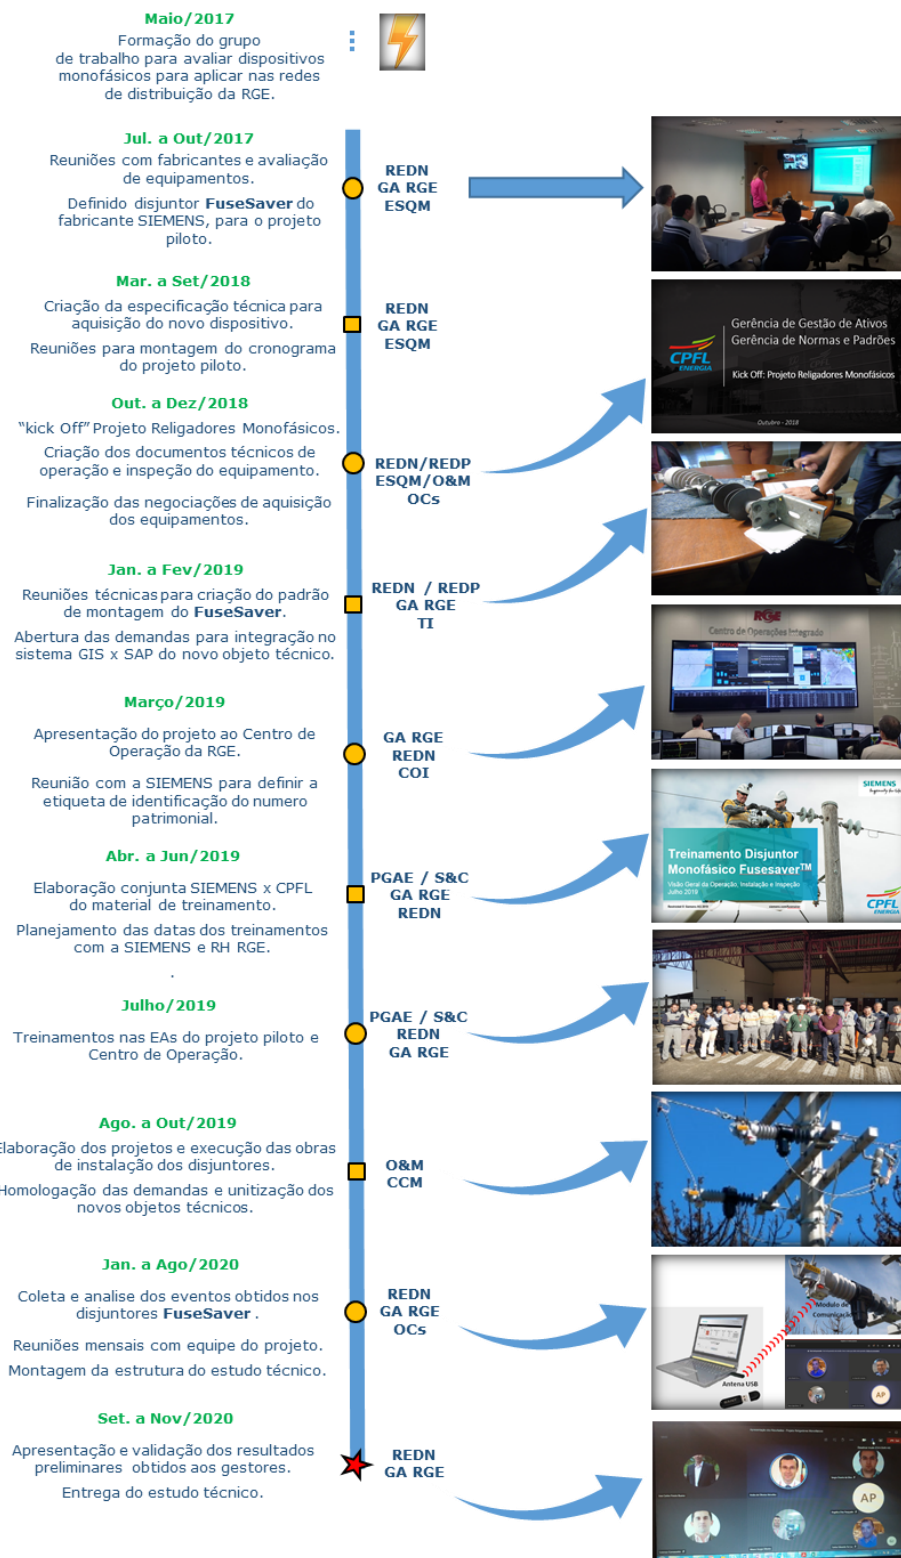 Maio/2017
Formação do grupo
de trabalho para avaliar dispositivos
monofásicos para aplicar nas redes
de distribuição da RGE.
Jul. a Out/2017
Reuniões com fabricantes e avaliação
de equipamentos.
Definido disjuntor FuseSaver do
fabricante SIEMENS, para o projeto
piloto.
REDN
GA RGE
ESQM
Mar. a Set/2018
Criação da especificação técnica para
aquisição do novo dispositivo.
Reuniões para montagem do cronograma
do projeto piloto.
REDN
GA RGE
ESQM
Gerência de Gestão de Ativos
Gerência de Normas e Padrões
CPFL
ENERGIA
Kick Off: Projeto Religadores Monofásicos
Outubro - 2018
Out. a Dez/2018
“kick Off” Projeto Religadores Monofásicos.
Criação dos documentos técnicos de
operação e inspeção do equipamento.
Finalização das negociações de aquisição
dos equipamentos.
REDN/REDP
ESQM/O&M
OCs
Jan. a Fev/2019
Reuniões técnicas para criação do padrão
de montagem do FuseSaver.
Abertura das demandas para integração no
sistema GIS x SAP do novo objeto técnico.
REDN / REDP
GA RGE
TI
RGE
Centro de Operações Integrado
Março/2019
Apresentação do projeto ao Centro de
Operação da RGE.
Reunião com a SIEMENS para definir a
etiqueta de identificação do numero
patrimonial.
GA RGE
REDN
COI
SIEMENS
Treinamento Disjuntor
Monofásico Fusesaver™
Visão Geral da Operação, Instalação e Inspeção
Julho 2019
CPFL
ENERGIA
Abr. a Jun/2019
Elaboração conjunta SIEMENS x CPFL
do material de treinamento.
Planejamento das datas dos treinamentos
com a SIEMENS e RH RGE.
.
PGAE / S&C
GA RGE
REDN
Julho/2019
Treinamentos nas EAs do projeto piloto e
Centro de Operação.
PGAE / S&C
REDN
GA RGE
Ago. a Out/2019
laboração dos projetos e execução das obras
de instalação dos disjuntores.
Homologação das demandas e unitização dos
novos objetos técnicos.
O&M
CCM
Jan. a Ago/2020
Coleta e analise dos eventos obtidos nos
disjuntores FuseSaver .
Reuniões mensais com equipe do projeto.
Montagem da estrutura do estudo técnico.
REDN
GA RGE
OCs
Modulo de
Comunicação
Antena USB
AP
Set. a Nov/2020
Apresentação e validação dos resultados
preliminares obtidos aos gestores.
Entrega do estudo técnico.
REDN
GA RGE
AP